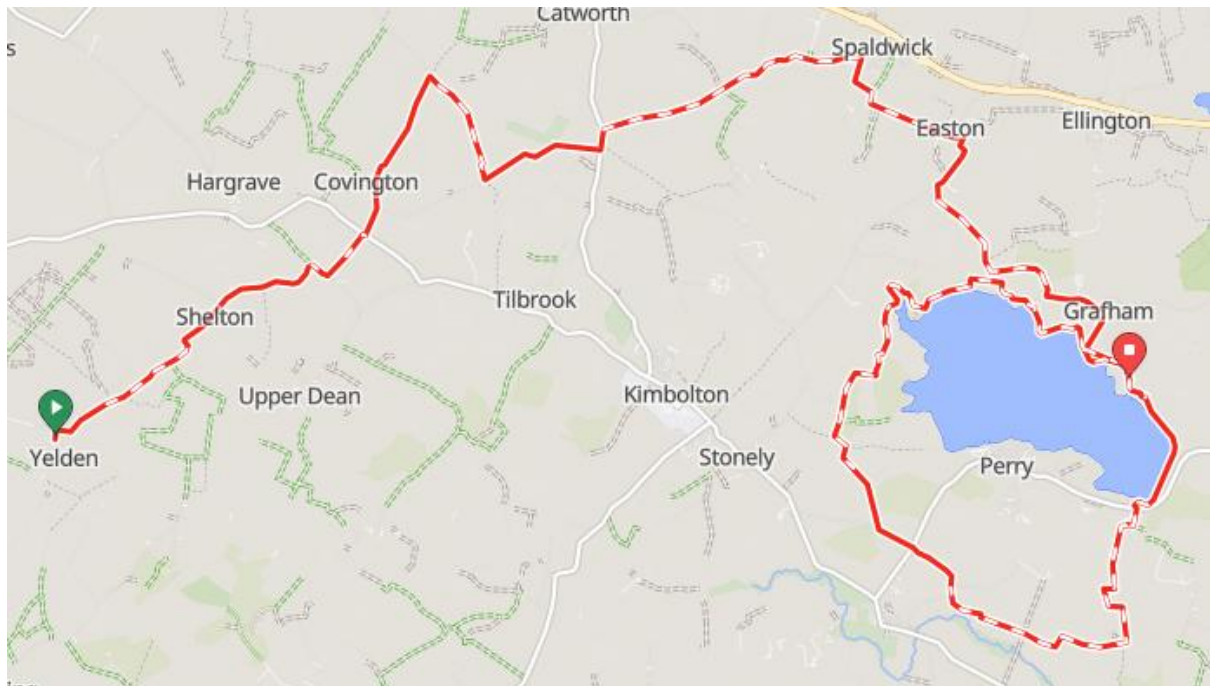 Catworth
s
Spaldwick
Easton
Ellington
Hargrave
Covington
Tilbrook
Grafham
Shelton
Upper Dean
Kimbolton
Yelden
Stonely
Perry